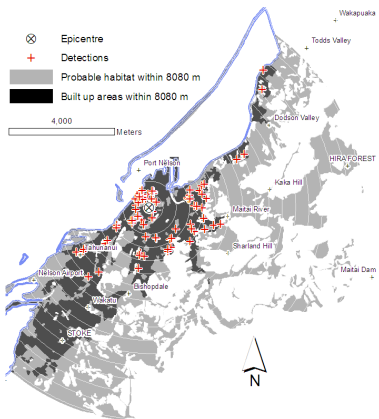 Wakapuaka
Epicentre
Todds Valley
Detections
Probable habitat within 8080 m
Built up areas within 8080 m
Dodson Valley
4,000
Meters
Port Nelson
HIRA FOREST
Kaka Hill
Maitai River
Tahunanui
Sharland Hill
Nelson Airport
Maitai Dam
Bishopdale
Wakatu
STOKE
N